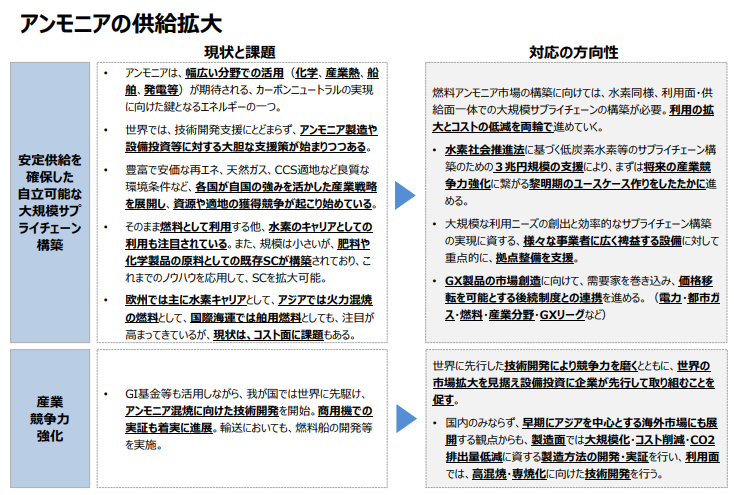 アンモニアの供給拡大
現状と課題
対応の方向性
安定供給を
確保した
自立可能な
大規模サプ
ライチェーン
構築
• アンモニアは、幅広い分野での活用（化学、産業熱、船
舶、発電等）が期待される、カーボンニュートラルの実現
に向けた鍵となるエネルギーの一つ。
• 世界では、技術開発支援にとどまらず、アンモニア製造や
設備投資等に対する大胆な支援策が始まりつつある。
• 豊富で安価な再エネ、天然ガス、CCS適地など良質な
環境条件など、各国が自国の強みを活かした産業戦略
を展開し、資源や適地の獲得競争が起こり始めている。
• そのまま燃料として利用する他、水素のキャリアとしての
利用も注目されている。また、規模は小さいが、肥料や
化学製品の原料としての既存SCが構築されており、こ
れまでのノウハウを応用して、SCを拡大可能。
• 欧州では主に水素キャリアとして、アジアでは火力混焼
の燃料として、国際海運では舶用燃料としても、注目が
高まってきているが、現状は、コスト面に課題もある。
燃料アンモニア市場の構築に向けては、水素同様、利用面・供
給面一体での大規模サプライチェーンの構築が必要。利用の拡
大とコストの低減を両輪で進めていく。
• 水素社会推進法に基づく低炭素水素等のサプライチェーン構
築のための３兆円規模の支援により、まずは将来の産業競
争力強化に繋がる黎明期のユースケース作りをしたたかに進
める。
• 大規模な利用ニーズの創出と効率的なサプライチェーン構築
の実現に資する、様々な事業者に広く裨益する設備に対して
重点的に、拠点整備を支援。
• GX製品の市場創造に向けて、需要家を巻き込み、価格移
転を可能とする後続制度との連携を進める。（電力・都市ガ
ス・燃料・産業分野・GXリーグなど）
産業
競争力
強化
• GI基金等も活用しながら、我が国では世界に先駆け、
アンモニア混焼に向けた技術開発を開始。商用機での
実証も着実に進展。輸送においても、燃料船の開発等
を実施。
世界に先行した技術開発により競争力を磨くとともに、世界の
市場拡大を見据え設備投資に企業が先行して取り組むことを
促す。
• 国内のみならず、早期にアジアを中心とする海外市場にも展
開する観点からも、製造面では大規模化・コスト削減・CO2
排出量低減に資する製造方法の開発・実証を行い、利用面
では、高混焼・専焼化に向けた技術開発を行う。